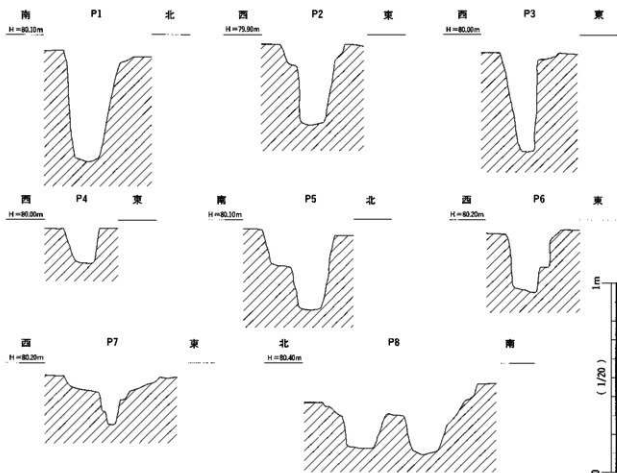 南 P1 北
H=80.10m
西 P2 東
H=79.90m
西 P3 東
H=80.00m
西 P4 東
H=80.00m
南 P5 北
H=80.10m
西 P6 東
H=80.20m
西 P7 東
H=80.20m
北 P8 南
H=80.40m
1m
(1/20)
0